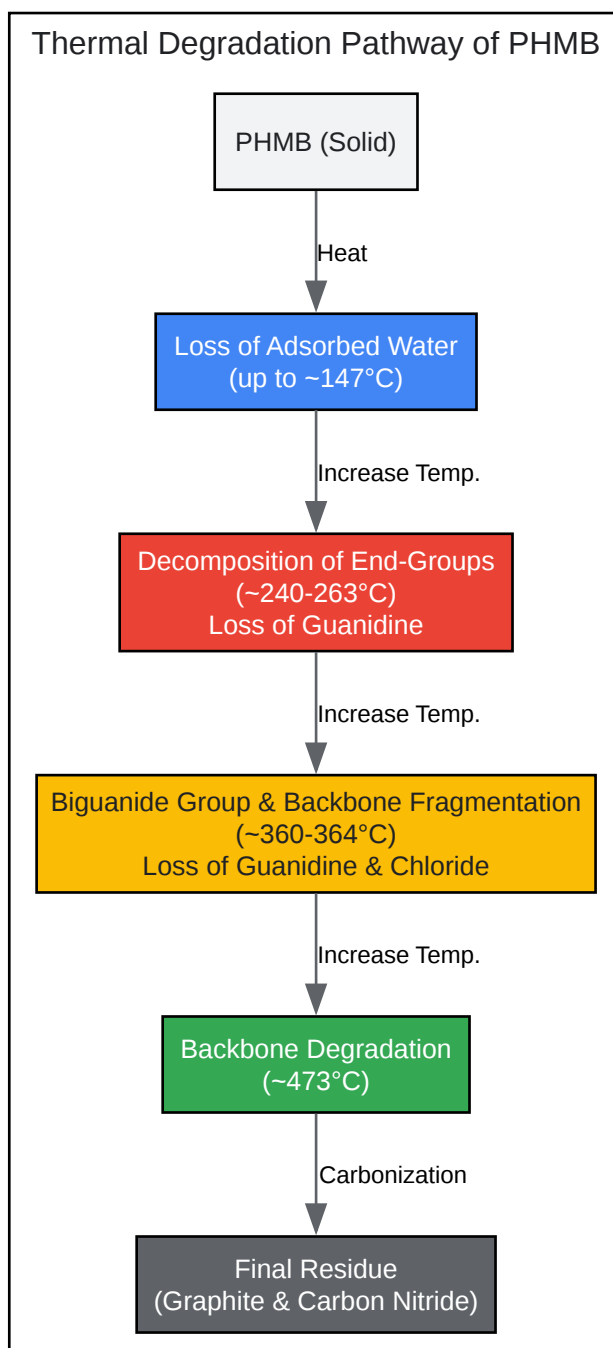 Thermal Degradation Pathway of PHMB
PHMB (Solid)
Heat
Loss of Adsorbed Water
(up to ~147°C)
Increase Temp.
Decomposition of End-Groups
(~240-263°C)
Loss of Guanidine
Increase Temp.
Biguanide Group & Backbone Fragmentation
(~360-364°C)
Loss of Guanidine & Chloride
Increase Temp.
Backbone Degradation
(~473°C)
Carbonization
Final Residue
(Graphite & Carbon Nitride)